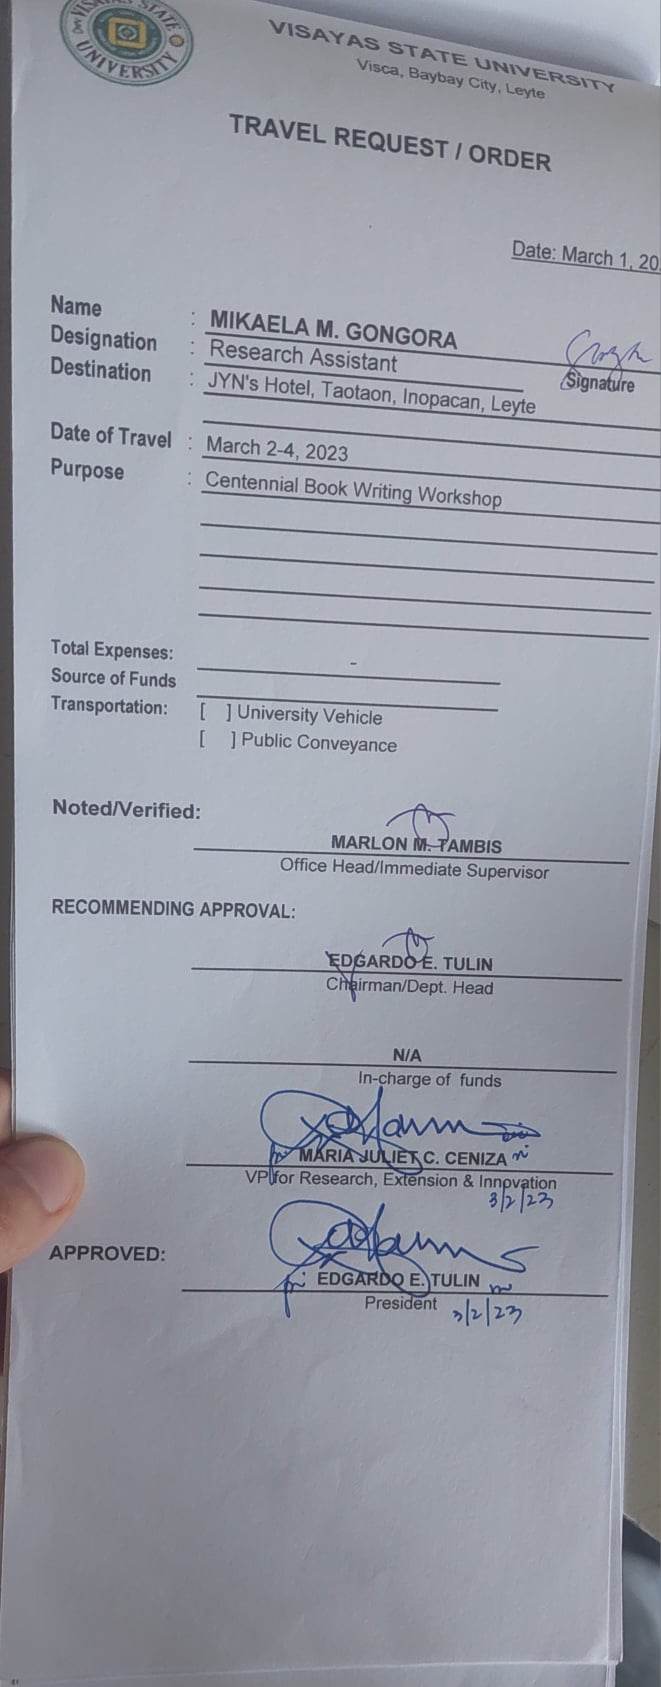 VISAYAS STATE UNIVERSITY
VISAYAS STATE UNIVERSITY
Visca, Baybay City, Leyte
TRAVEL REQUEST / ORDER
Date: March 1, 20
Name : MIKAELA M. GONGORA
Designation : Research Assistant
Signature
Destination : JYN's Hotel, Taotaon, Inopacan, Leyte
Date of Travel : March 2-4, 2023
Purpose : Centennial Book Writing Workshop
Total Expenses: -
Source of Funds
Transportation: [ ] University Vehicle
[ ] Public Conveyance
Noted/Verified:
MARLON M. TAMBIS
Office Head/Immediate Supervisor
RECOMMENDING APPROVAL:
EDGARDO E. TULIN
Chairman/Dept. Head
N/A
In-charge of funds
MARIA JULIET C. CENIZA
VP for Research, Extension & Innovation
3/2/23
APPROVED:
EDGARDO E. TULIN
President 3/2/23